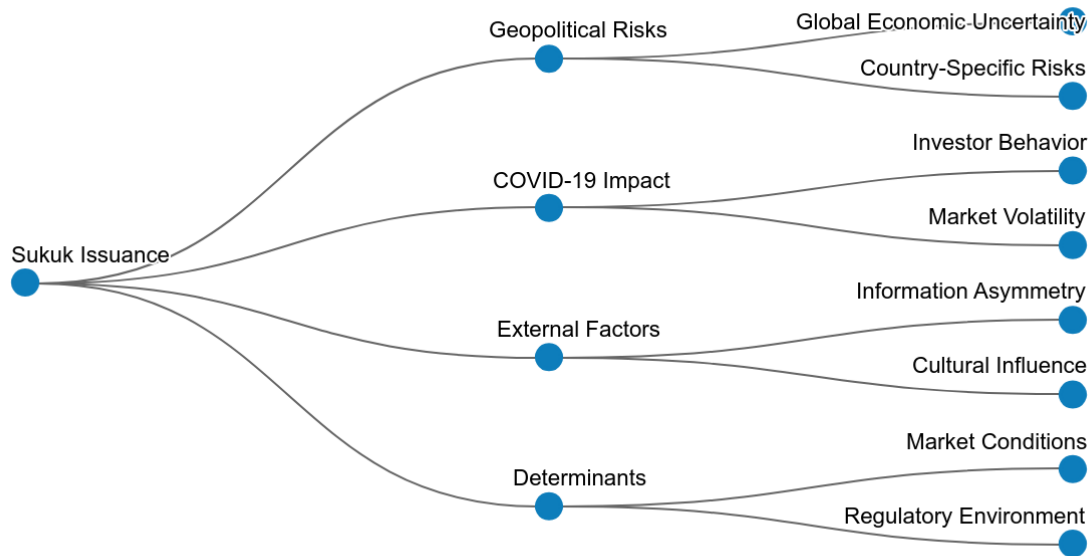 Geopolitical Risks
Global Economic Uncertainty
Country-Specific Risks
Investor Behavior
COVID-19 Impact
Market Volatility
Sukuk Issuance
Information Asymmetry
External Factors
Cultural Influence
Market Conditions
Determinants
Regulatory Environment